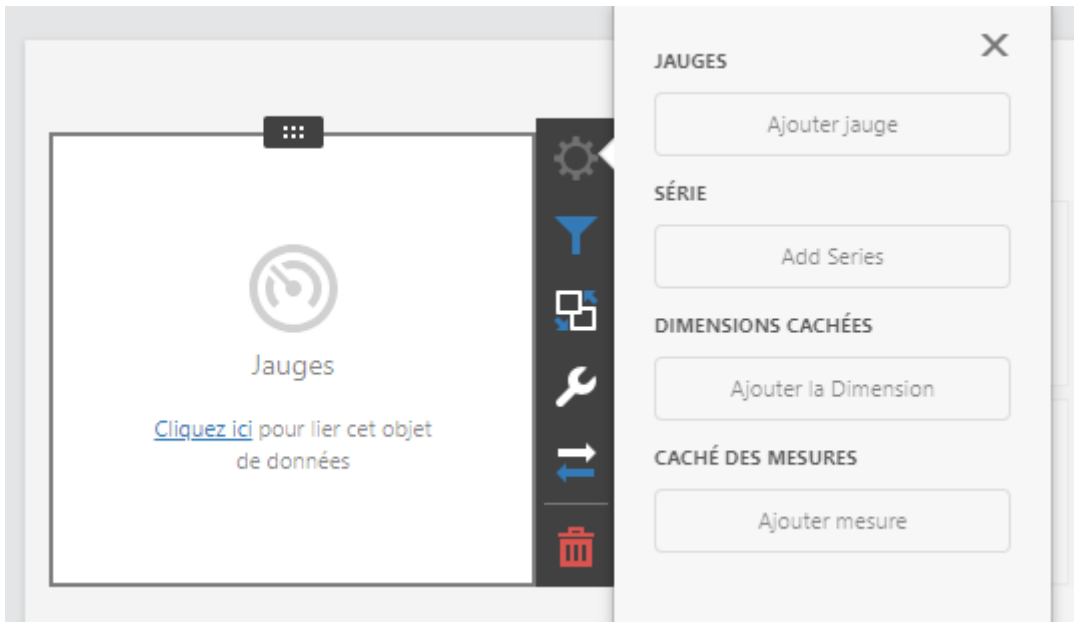 Jauges
Cliquez ici pour lier cet objet
de données
JAUGES
Ajouter jauge
SÉRIE
Add Series
DIMENSIONS CACHÉES
Ajouter la Dimension
CACHÉ DES MESURES
Ajouter mesure